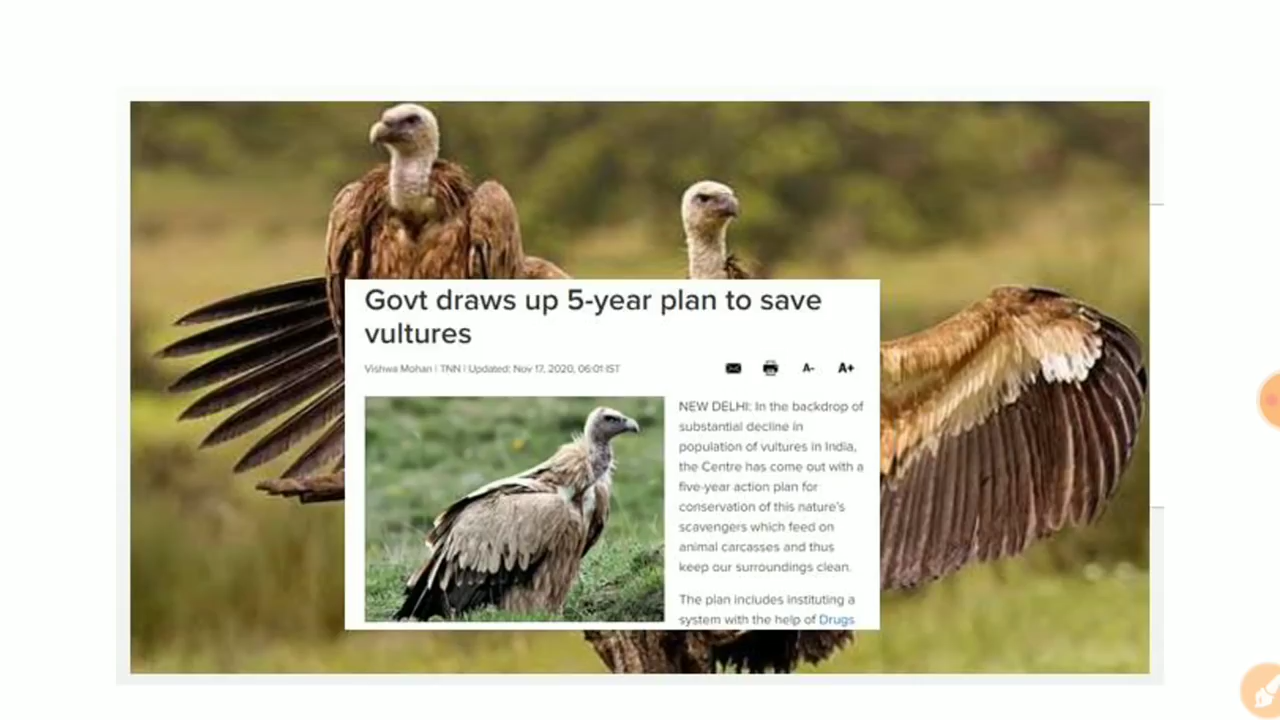 Govt draws up 5-year plan to save
vultures
Vishwa Mohan | TNN | Updated: Nov 17, 2020, 06:01 IST
A- A+
NEW DELHI: In the backdrop of
substantial decline in
population of vultures in India,
the Centre has come out with a
five-year action plan for
conservation of this nature's
scavengers which feed on
animal carcasses and thus
keep our surroundings clean.
The plan includes instituting a
system with the help of Drugs